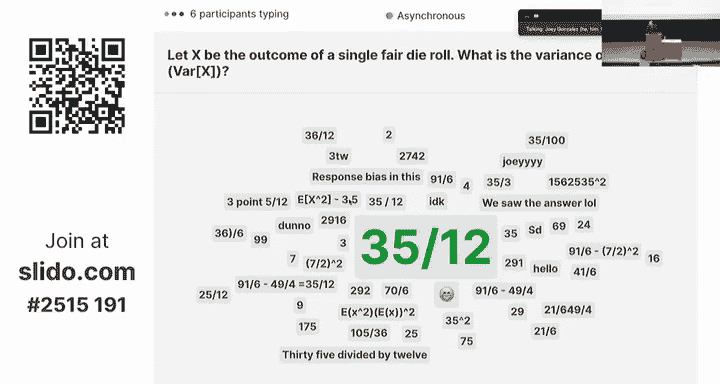 6 participants typing
Asynchronous
Talking: Joey Gonzalez (he, him
Let X be the outcome of a single fair die roll. What is the variance o
(Var[X])?
36/12
2
35/100
3tw
2742
joeyyyy
Response bias in this
91/6
4
35/3
1562535^2
3 point 5/12
E[X^2] - 3.5
35 / 12
idk
We saw the answer lol
36)/6
99
dunno
2916
3
35/12
35
Sd
69
24
7
(7/2)^2
291
hello
91/6 - (7/2)^2
41/6
16
25/12
91/6 - 49/4 =35/12
292
70/6
91/6 - 49/4
9
E(x^2)(E(x))^2
35^2
29
21/649/4
175
105/36
25
75
21/6
Thirty five divided by twelve
Join at
slido.com
#2515 191